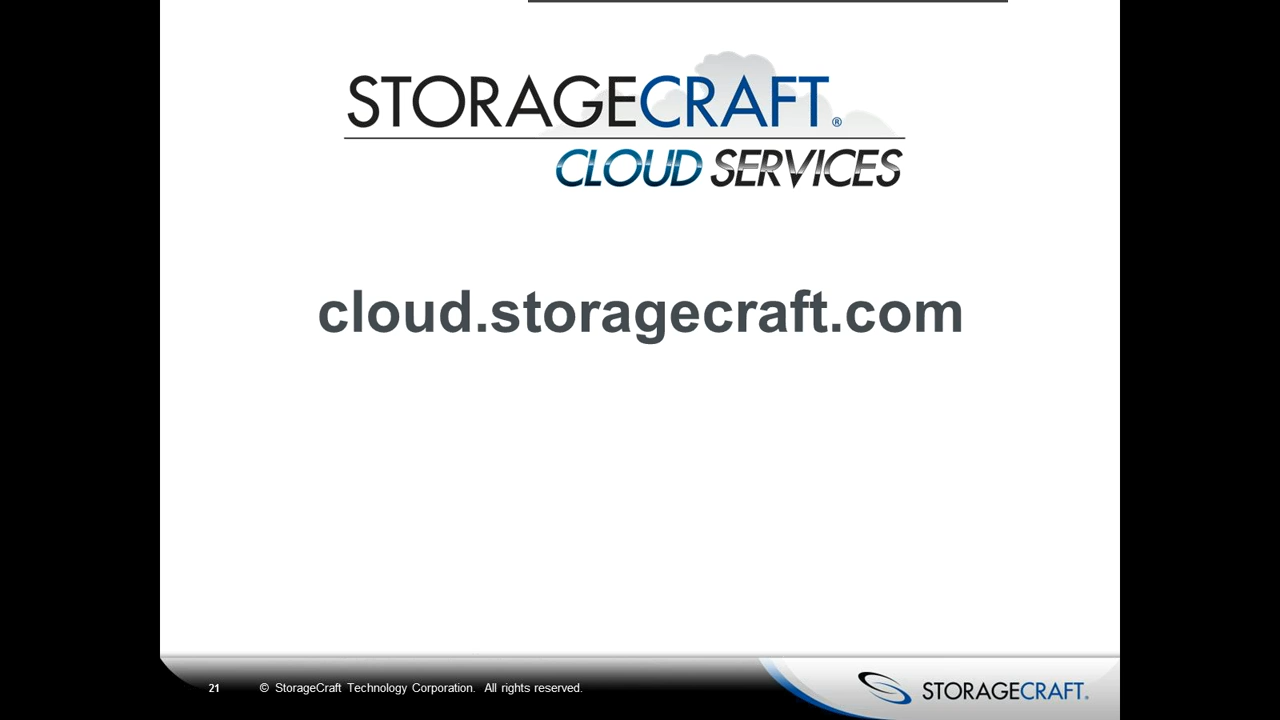 STORAGECRAFT®
CLOUD SERVICES
cloud.storagecraft.com
21 © StorageCraft Technology Corporation. All rights reserved.
STORAGECRAFT®